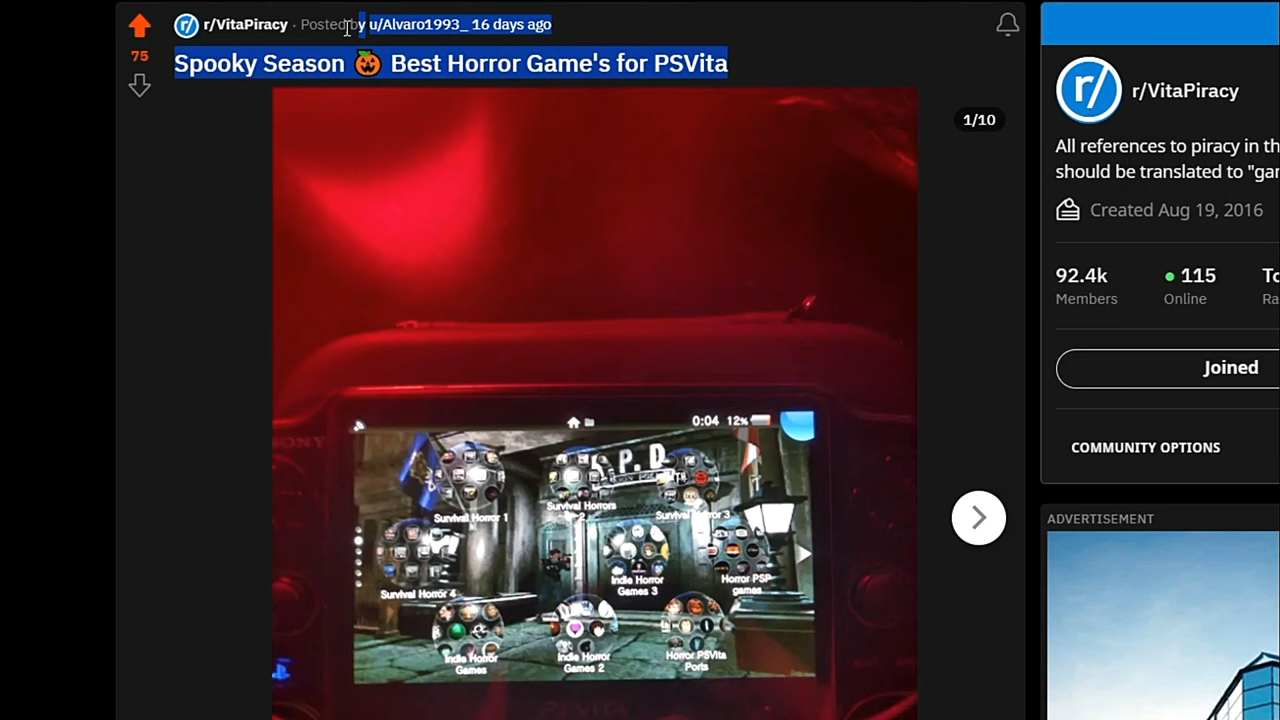 r/VitaPiracy · Posted by u/Alvaro1993_ 16 days ago
75
Spooky Season 🎃 Best Horror Game's for PSVita
1/10
r/VitaPiracy
All references to piracy in th
should be translated to "gar
Created Aug 19, 2016
92.4k
115
Members
Online
Joined
COMMUNITY OPTIONS
ADVERTISEMENT
SONY
0:04 12%
R.P.D.
Survival Horror 1
Survival Horrors
2
Survival Horror 3
Survival Horror 4
Indie Horror
Games 3
Horror PSP
games
Indie Horror
Games
Indie Horror
Games 2
Horror PSVita
Ports